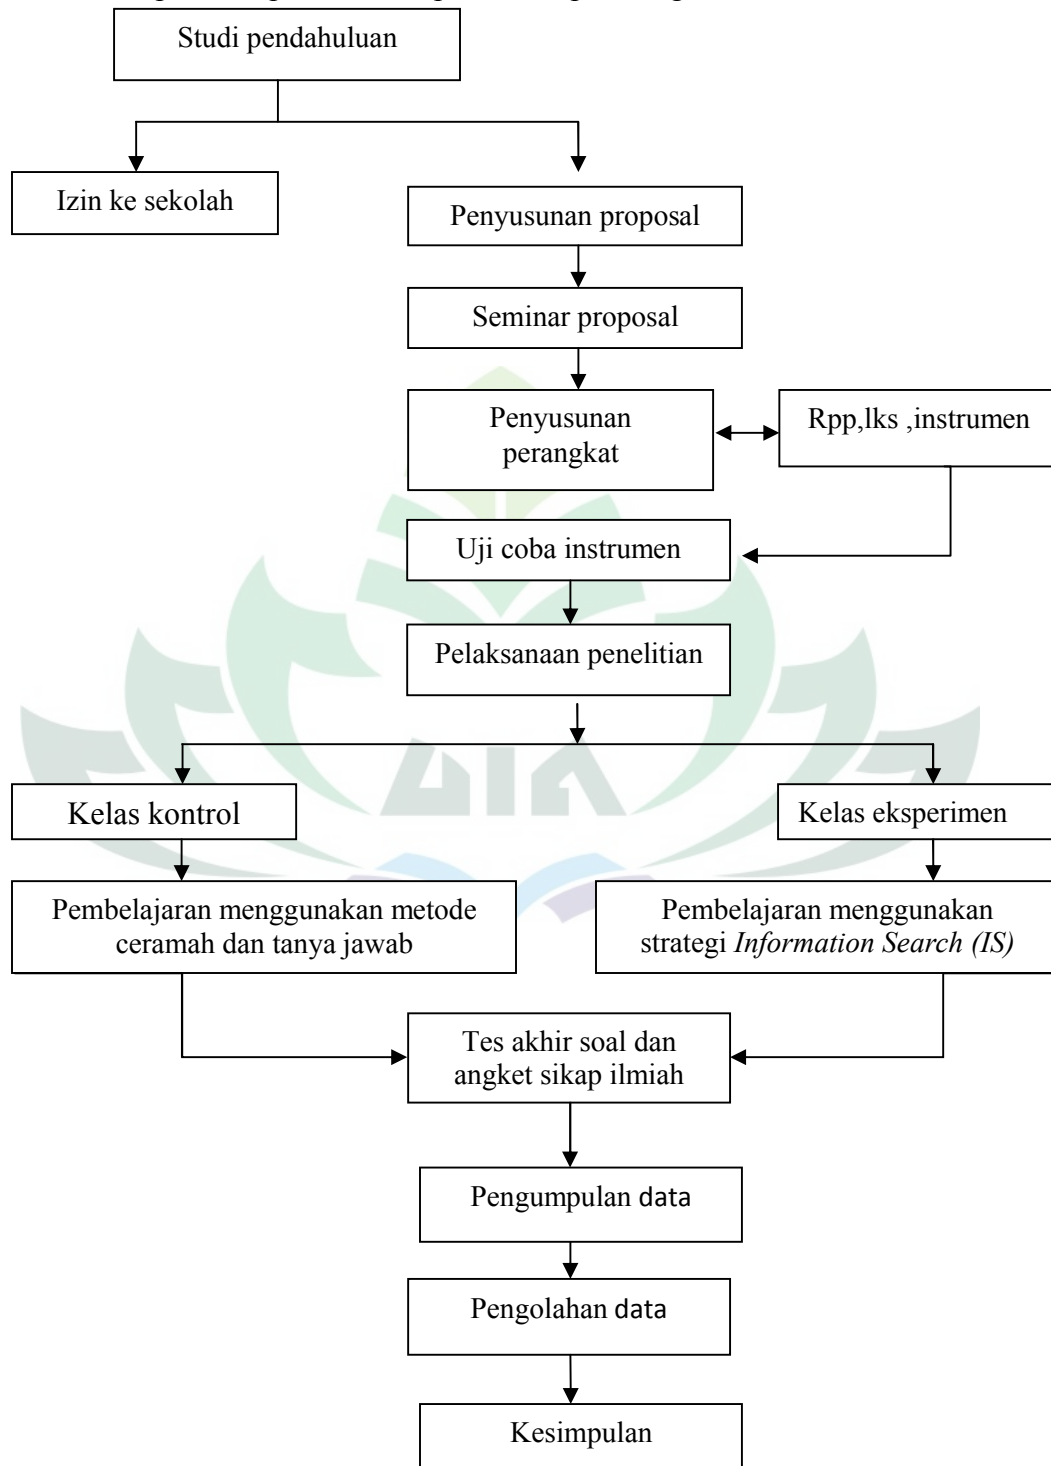 Studi pendahuluan
Izin ke sekolah
Penyusunan proposal
Seminar proposal
Penyusunan
perangkat
Rpp,lks ,instrumen
Uji coba instrumen
Pelaksanaan penelitian
Kelas kontrol
Kelas eksperimen
Pembelajaran menggunakan metode
ceramah dan tanya jawab
Pembelajaran menggunakan
strategi Information Search (IS)
Tes akhir soal dan
angket sikap ilmiah
Pengumpulan data
Pengolahan data
Kesimpulan